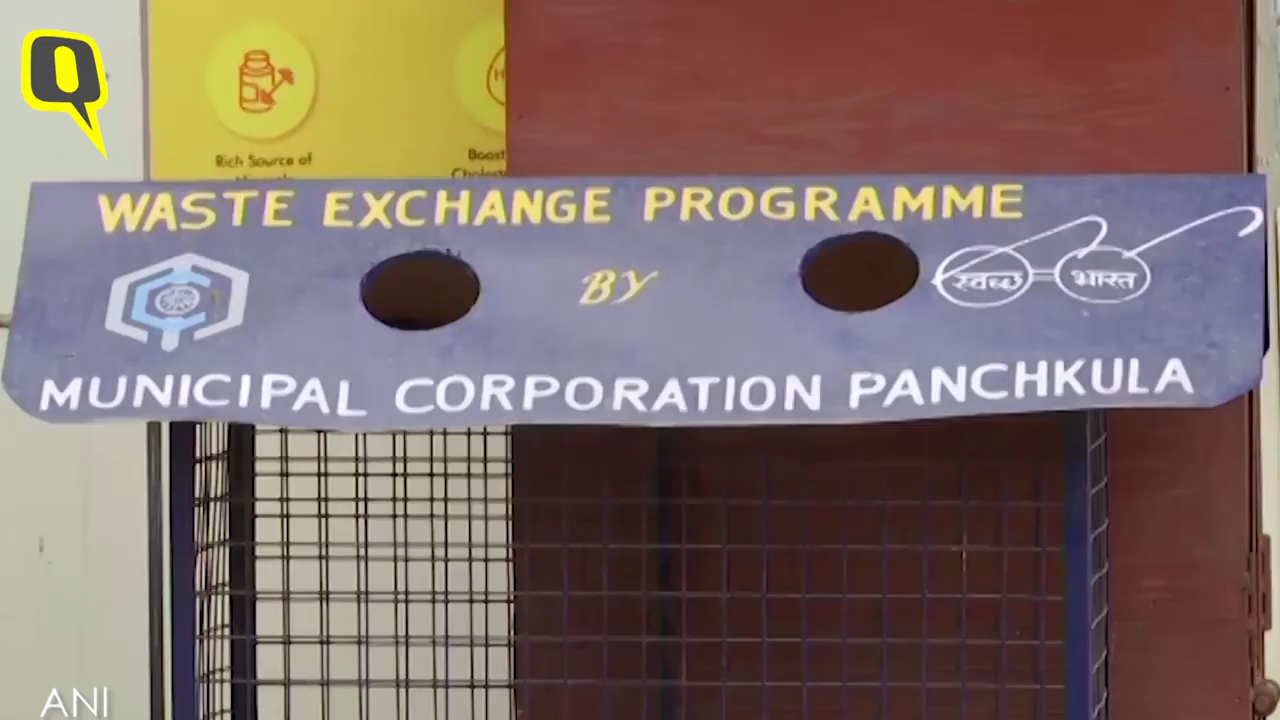 Q
Rich Source of
Boost
WASTE EXCHANGE PROGRAMME
BY
स्वच्छ भारत
MUNICIPAL CORPORATION PANCHKULA
ANI